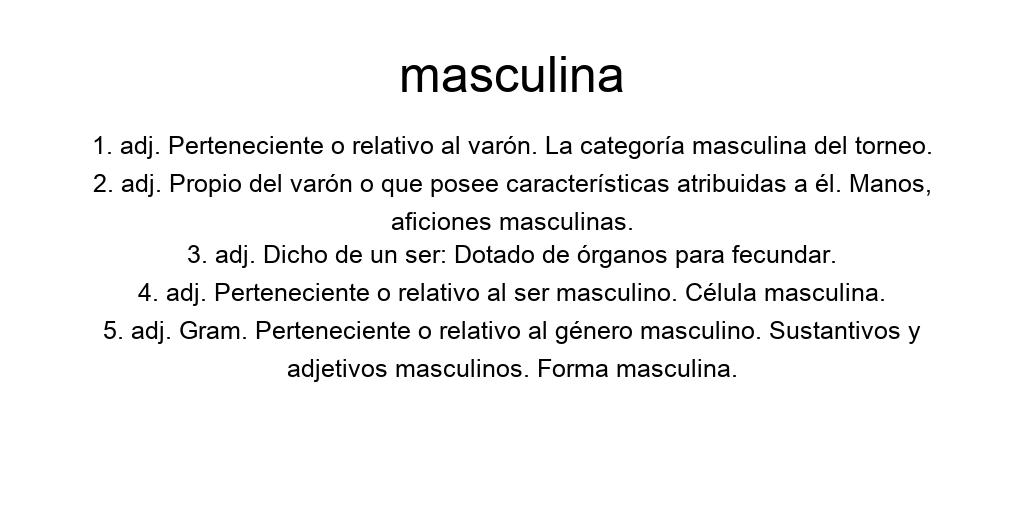 masculina
1. adj. Perteneciente o relativo al varón. La categoría masculina del torneo.
2. adj. Propio del varón o que posee características atribuidas a él. Manos,
aficiones masculinas.
3. adj. Dicho de un ser: Dotado de órganos para fecundar.
4. adj. Perteneciente o relativo al ser masculino. Célula masculina.
5. adj. Gram. Perteneciente o relativo al género masculino. Sustantivos y
adjetivos masculinos. Forma masculina.